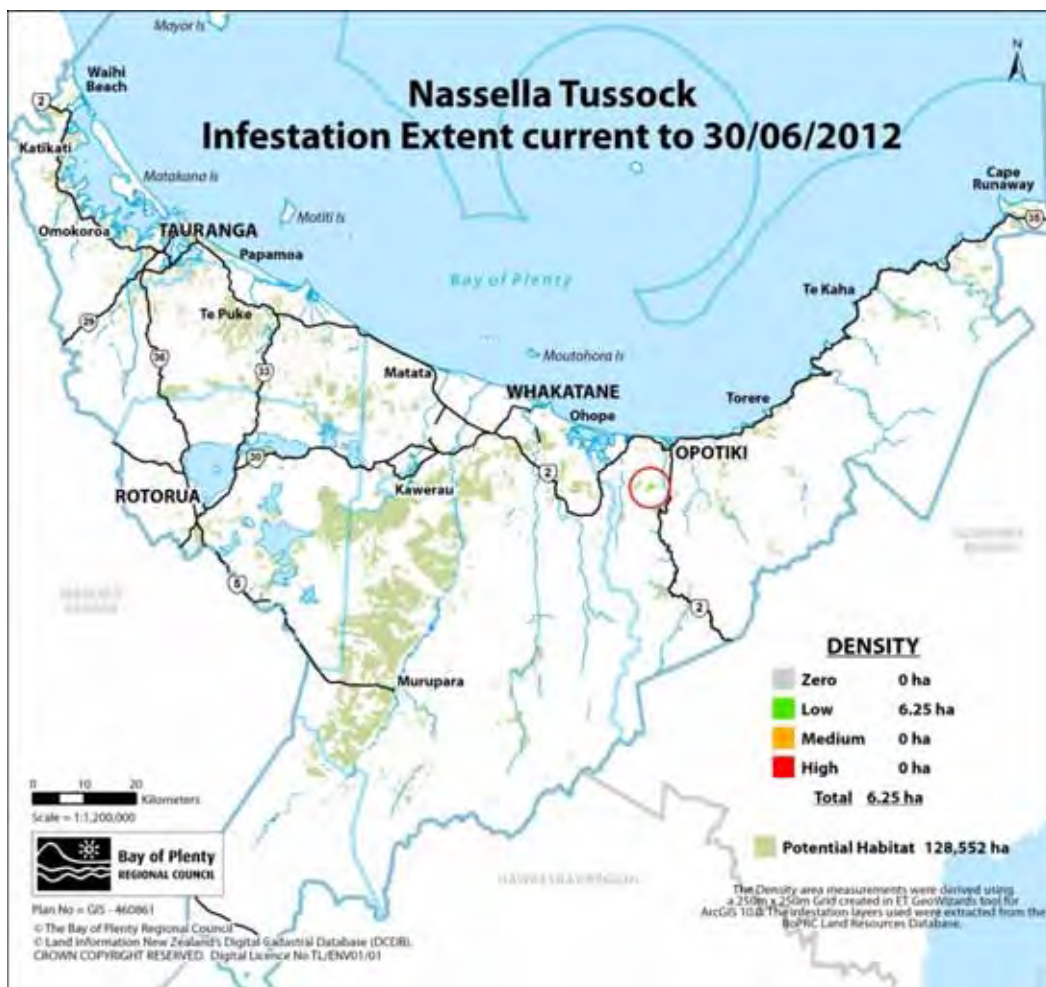 Mayor Is
Waihi
Beach
N
Nassella Tussock
Infestation Extent current to 30/06/2012
2
Katikati
Matakana Is
Cape
Runaway
35
Motiti Is
Omokoroa
TAURANGA
Papamoa
Bay of Plenty
Te Kaha
Te Puke
29
36
33
Moutohora Is
Matata
WHAKATANE
Ohope
Torere
OPOTIKI
30
2
Kawerau
ROTORUA
5
2
Murupara
DENSITY
Zero 0 ha
Low 6.25 ha
Medium 0 ha
High 0 ha
Total 6.25 ha
Potential Habitat 128,552 ha
0 10 20
Kilometers
Scale = 1:1,200,000
Bay of Plenty
REGIONAL COUNCIL
Plan No = GIS - 460861
© The Bay of Plenty Regional Council
© Land Information New Zealand's Digital Cadastral Database (DCDB).
CROWN COPYRIGHT RESERVED. Digital Licence No TL/ENV01/01
The Density area measurements were derived using
a 250m x 250m Grid created in ET GeoWizards tool for
ArcGIS 10.0. The infestation layers used were extracted from the
BoPRC Land Resources Database.